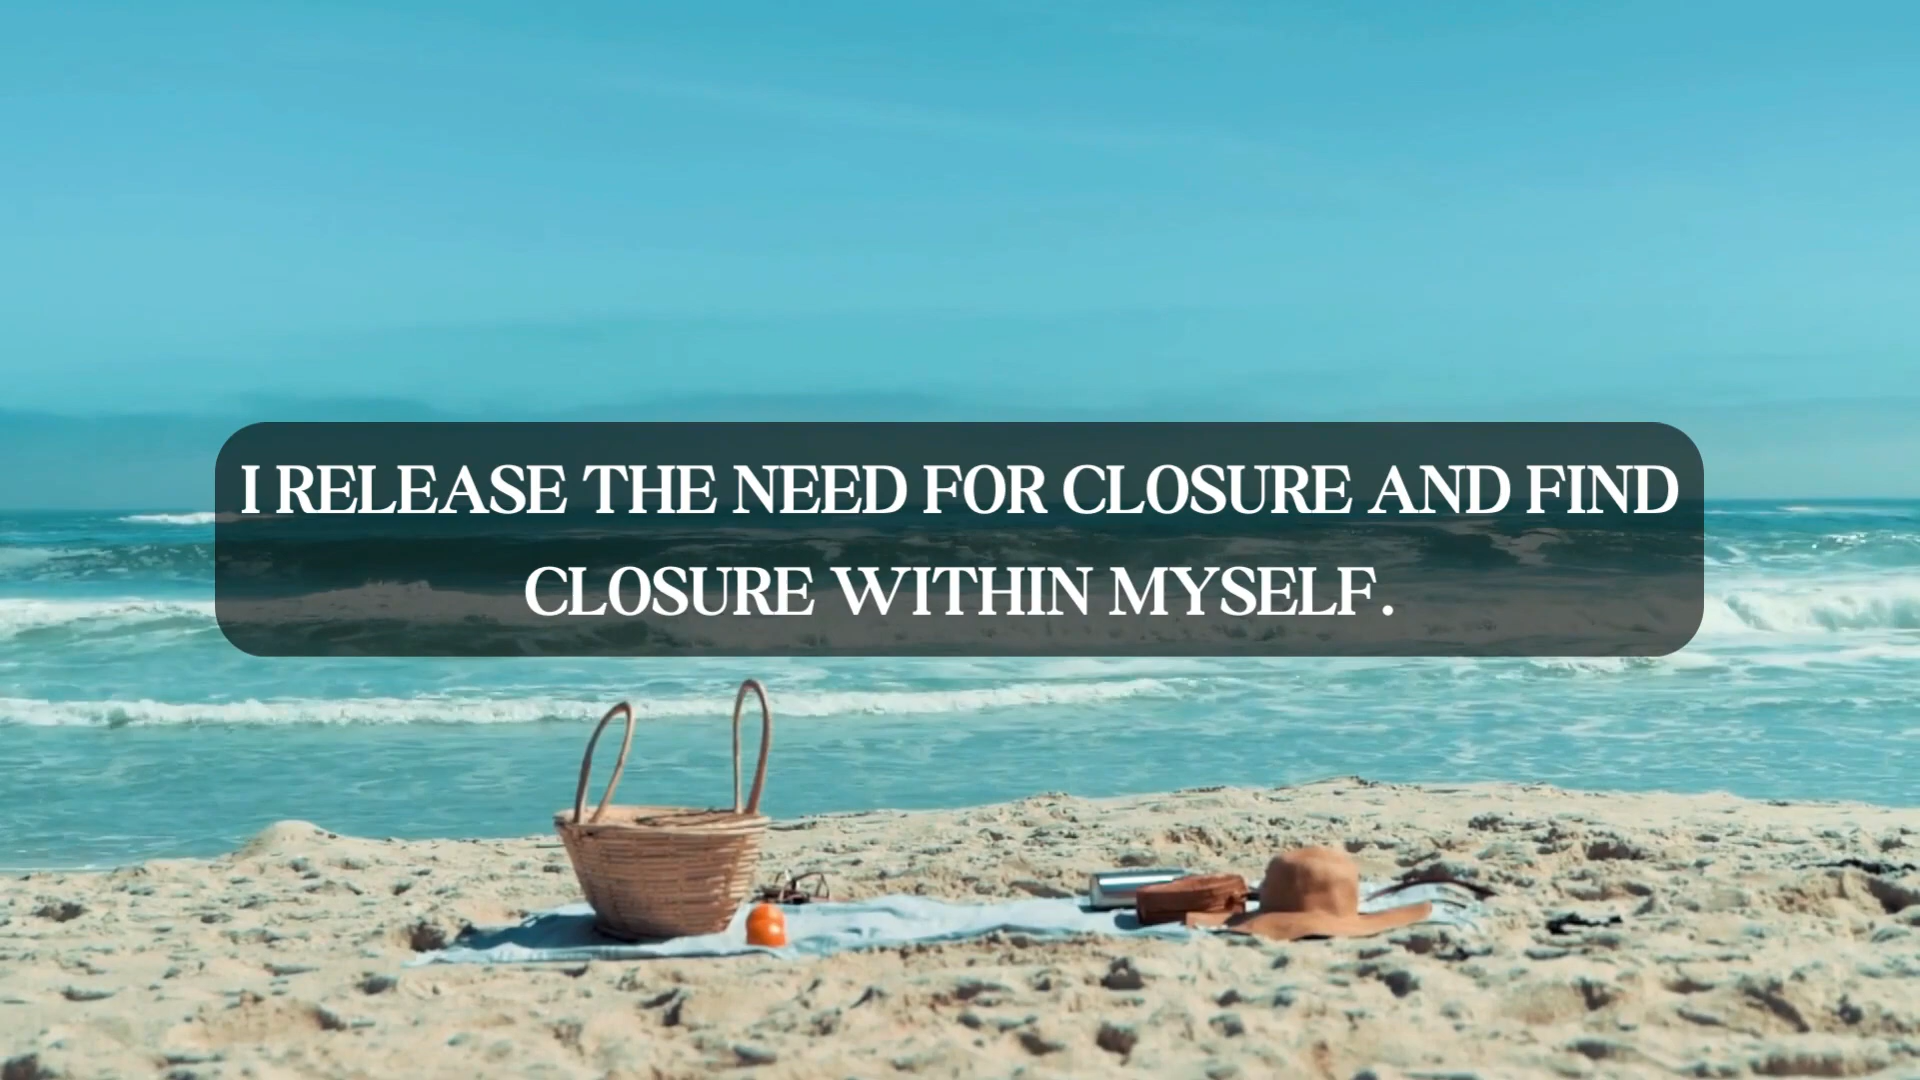 I RELEASE THE NEED FOR CLOSURE AND FIND
CLOSURE WITHIN MYSELF.